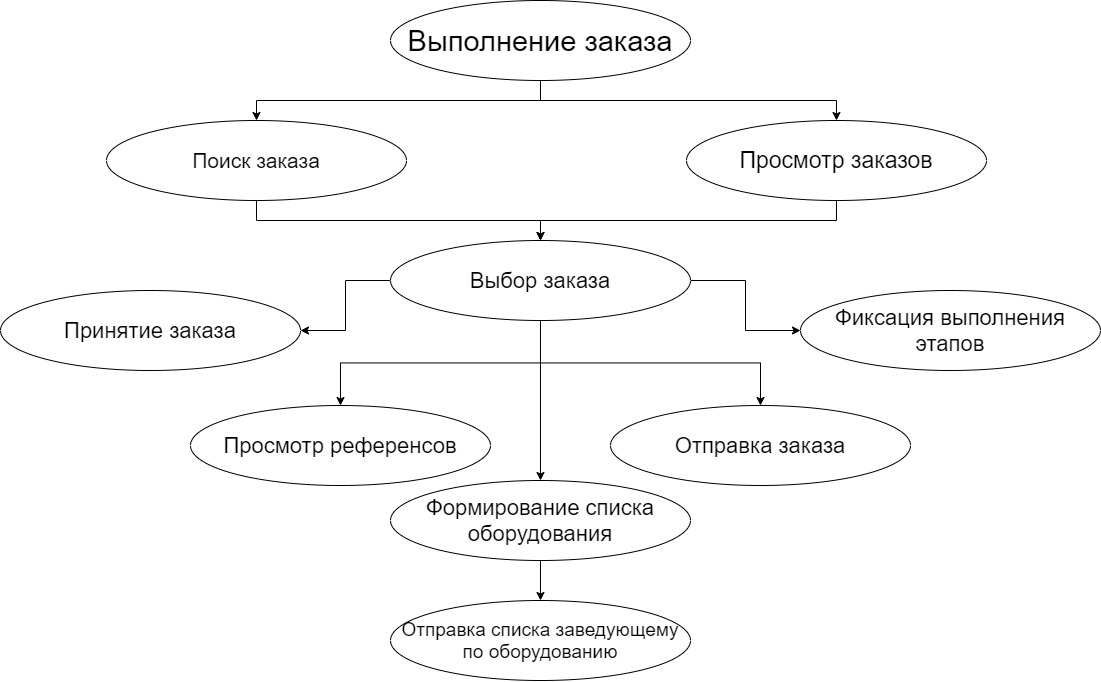 Выполнение заказа
Поиск заказа
Просмотр заказов
Выбор заказа
Принятие заказа
Фиксация выполнения
этапов
Просмотр референсов
Отправка заказа
Формирование списка
оборудования
Отправка списка заведующему
по оборудованию